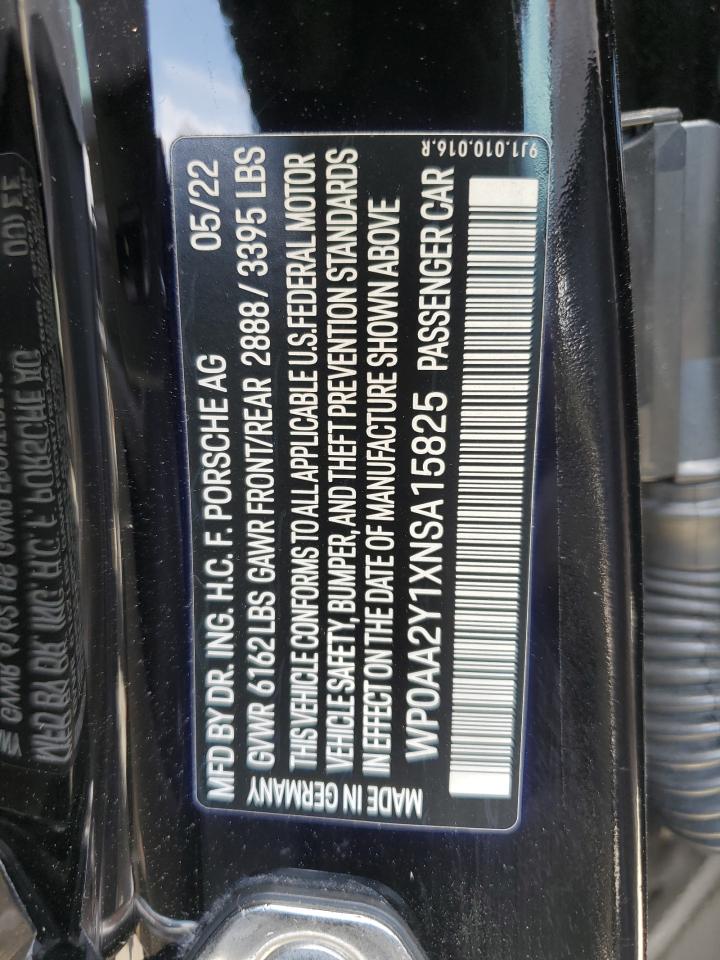 MFD BY DR. ING. H.C. F. PORSCHE AG 05/22
GVWR 6162 LBS GAWR FRONT/REAR 2888 / 3395 LBS
THIS VEHICLE CONFORMS TO ALL APPLICABLE U.S. FEDERAL MOTOR
VEHICLE SAFETY, BUMPER, AND THEFT PREVENTION STANDARDS
IN EFFECT ON THE DATE OF MANUFACTURE SHOWN ABOVE
WP0AA2Y1XNSA15825 PASSENGER CAR
MADE IN GERMANY
9J1.010.016.R